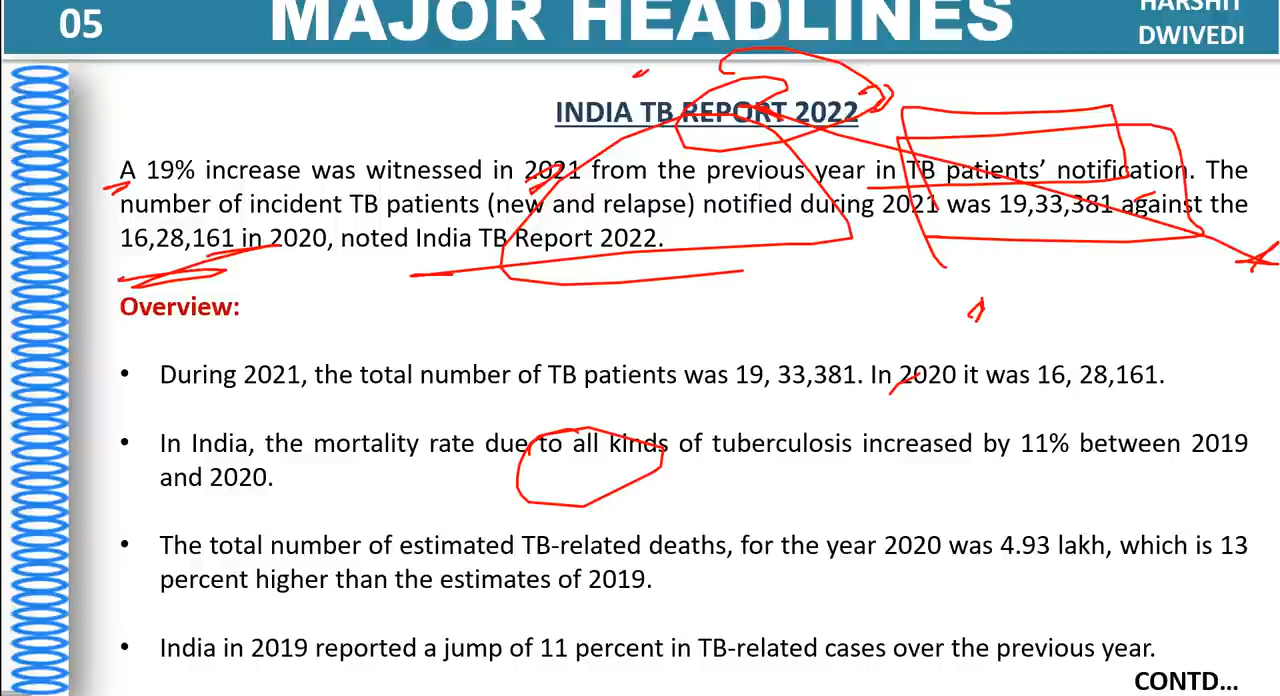 05
MAJOR HEADLINES
HARSHIT
DWIVEDI
INDIA TB REPORT 2022
A 19% increase was witnessed in 2021 from the previous year in TB patients’ notification. The
number of incident TB patients (new and relapse) notified during 2021 was 19,33,381 against the
16,28,161 in 2020, noted India TB Report 2022.
Overview:
• During 2021, the total number of TB patients was 19, 33,381. In 2020 it was 16, 28,161.
• In India, the mortality rate due to all kinds of tuberculosis increased by 11% between 2019
and 2020.
• The total number of estimated TB-related deaths, for the year 2020 was 4.93 lakh, which is 13
percent higher than the estimates of 2019.
• India in 2019 reported a jump of 11 percent in TB-related cases over the previous year.
CONTD...